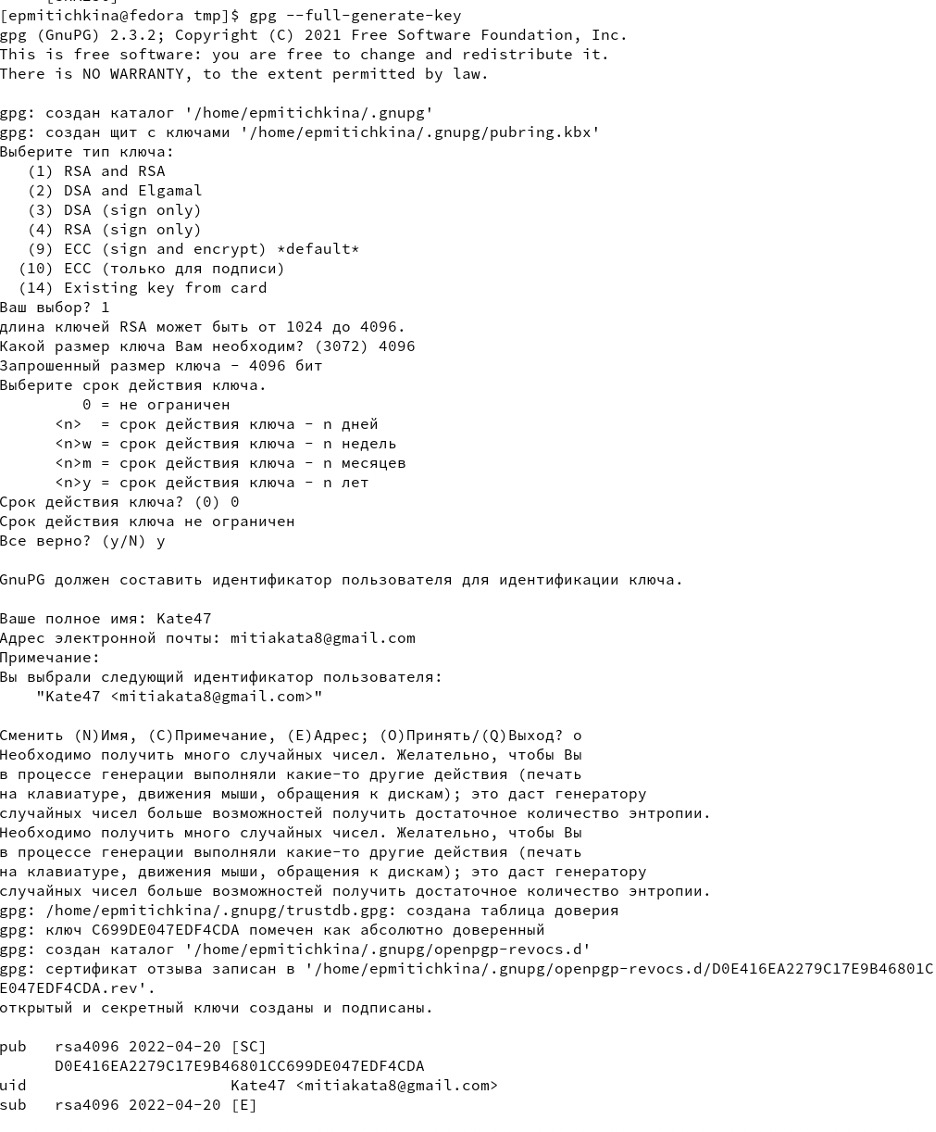 [epmitichkina@fedora tmp]$ gpg --full-generate-key
gpg (GnuPG) 2.3.2; Copyright (C) 2021 Free Software Foundation, Inc.
This is free software: you are free to change and redistribute it.
There is NO WARRANTY, to the extent permitted by law.

gpg: создан каталог '/home/epmitichkina/.gnupg'
gpg: создан щит с ключами '/home/epmitichkina/.gnupg/pubring.kbx'
Выберите тип ключа:
   (1) RSA and RSA
   (2) DSA and Elgamal
   (3) DSA (sign only)
   (4) RSA (sign only)
   (9) ECC (sign and encrypt) *default*
  (10) ECC (только для подписи)
  (14) Existing key from card
Ваш выбор? 1
длина ключей RSA может быть от 1024 до 4096.
Какой размер ключа Вам необходим? (3072) 4096
Запрошенный размер ключа - 4096 бит
Выберите срок действия ключа.
         0 = не ограничен
      <n>  = срок действия ключа - n дней
      <n>w = срок действия ключа - n недель
      <n>m = срок действия ключа - n месяцев
      <n>y = срок действия ключа - n лет
Срок действия ключа? (0) 0
Срок действия ключа не ограничен
Все верно? (y/N) y

GnuPG должен составить идентификатор пользователя для идентификации ключа.

Ваше полное имя: Kate47
Адрес электронной почты: mitiakata8@gmail.com
Примечание:
Вы выбрали следующий идентификатор пользователя:
    "Kate47 <mitiakata8@gmail.com>"

Сменить (N)Имя, (C)Примечание, (E)Адрес; (O)Принять/(Q)Выход? o
Необходимо получить много случайных чисел. Желательно, чтобы Вы
в процессе генерации выполняли какие-то другие действия (печать
на клавиатуре, движения мыши, обращения к дискам); это даст генератору
случайных чисел больше возможностей получить достаточное количество энтропии.
Необходимо получить много случайных чисел. Желательно, чтобы Вы
в процессе генерации выполняли какие-то другие действия (печать
на клавиатуре, движения мыши, обращения к дискам); это даст генератору
случайных чисел больше возможностей получить достаточное количество энтропии.
gpg: /home/epmitichkina/.gnupg/trustdb.gpg: создана таблица доверия
gpg: ключ C699DE047EDF4CDA помечен как абсолютно доверенный
gpg: создан каталог '/home/epmitichkina/.gnupg/openpgp-revocs.d'
gpg: сертификат отзыва записан в '/home/epmitichkina/.gnupg/openpgp-revocs.d/D0E416EA2279C17E9B46801C
E047EDF4CDA.rev'.
открытый и секретный ключи созданы и подписаны.

pub   rsa4096 2022-04-20 [SC]
      D0E416EA2279C17E9B46801CC699DE047EDF4CDA
uid                      Kate47 <mitiakata8@gmail.com>
sub   rsa4096 2022-04-20 [E]